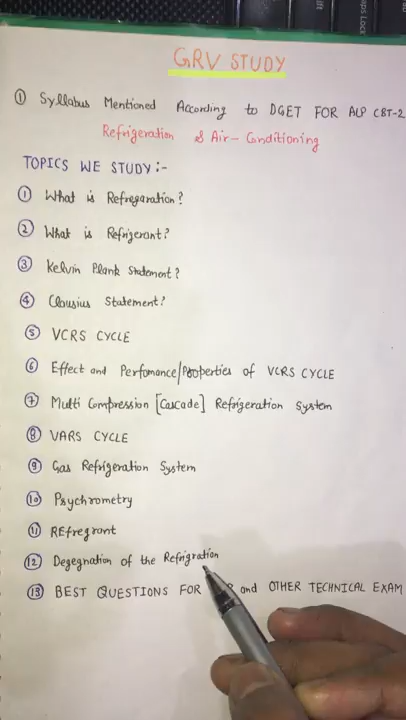 GRV STUDY
① Syllabus Mentioned According to DGET FOR ALP CBT-2
Refrigeration & Air-Conditioning
TOPICS WE STUDY:-
① What is Refregaration?
② What is Refrigerant?
③ Kelvin Plank Statement?
④ Clousius Statement?
⑤ VCRS CYCLE
⑥ Effect and Perfomance/Properties of VCRS CYCLE
⑦ Multi Compression [Cascade] Refrigeration System
⑧ VARS CYCLE
⑨ Gas Refrigeration System
⑩ Psychrometry
⑪ REfregrant
⑫ Degegnation of the Refrigration
⑬ BEST QUESTIONS FOR and OTHER TECHNICAL EXAM